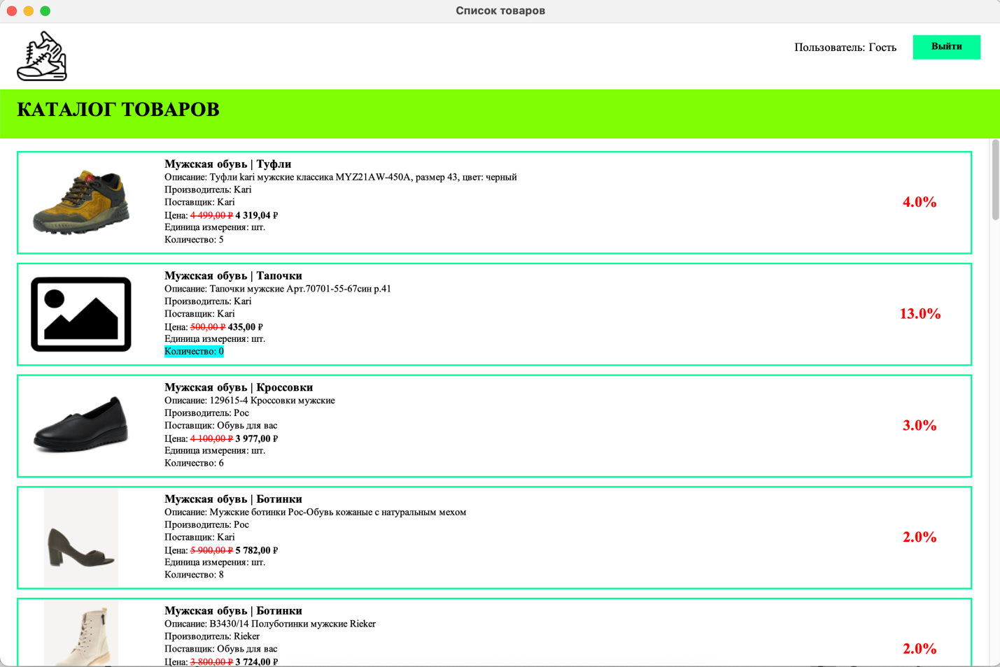 Список товаров
Пользователь: Гость
Выйти
КАТАЛОГ ТОВАРОВ
Мужская обувь | Туфли
Описание: Туфли kari мужские классика MYZ21AW-450A, размер 43, цвет: черный
Производитель: Kari
Поставщик: Kari
Цена: 4 499,00 ₽ 4 319,04 ₽
Единица измерения: шт.
Количество: 5
4.0%
Мужская обувь | Тапочки
Описание: Тапочки мужские Арт.70701-55-67син р.41
Производитель: Kari
Поставщик: Kari
Цена: 500,00 ₽ 435,00 ₽
Единица измерения: шт.
Количество: 0
13.0%
Мужская обувь | Кроссовки
Описание: 129615-4 Кроссовки мужские
Производитель: Рос
Поставщик: Обувь для вас
Цена: 4 100,00 ₽ 3 977,00 ₽
Единица измерения: шт.
Количество: 6
3.0%
Мужская обувь | Ботинки
Описание: Мужские ботинки Рос-Обувь кожаные с натуральным мехом
Производитель: Рос
Поставщик: Kari
Цена: 5 900,00 ₽ 5 782,00 ₽
Единица измерения: шт.
Количество: 8
2.0%
Мужская обувь | Ботинки
Описание: B3430/14 Полуботинки мужские Rieker
Производитель: Rieker
Поставщик: Обувь для вас
Цена: 3 800,00 ₽ 3 724,00 ₽
2.0%